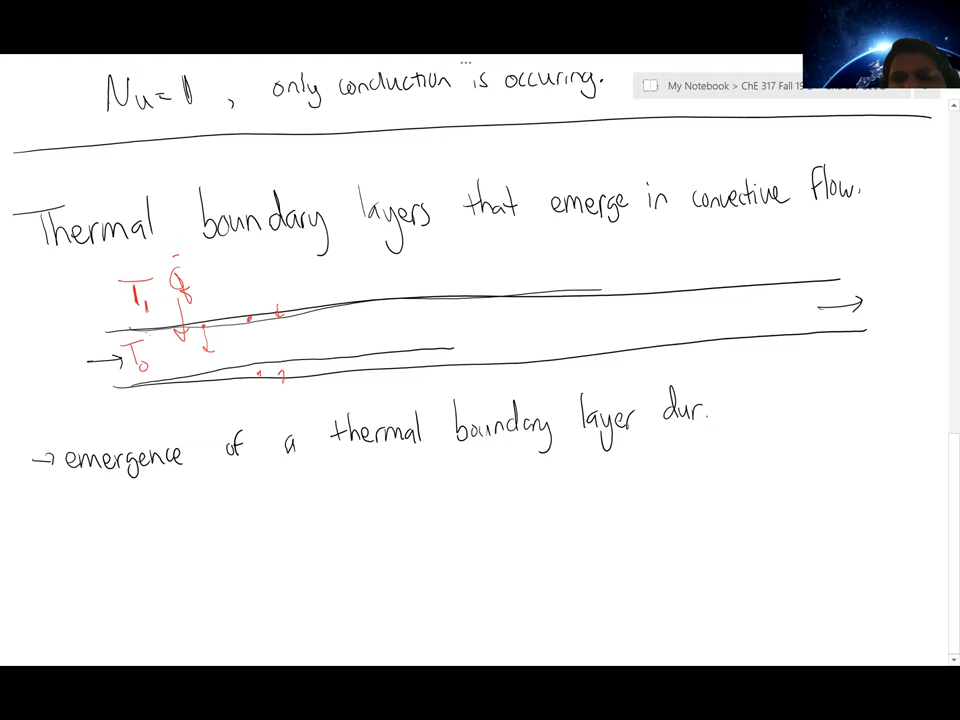 Nu = 1 , only conduction is occuring.
My Notebook > ChE 317 Fall 19
Thermal boundary layers that emerge in convective flow.
T₁ q
T₀
→ emergence of a thermal boundary layer dur.